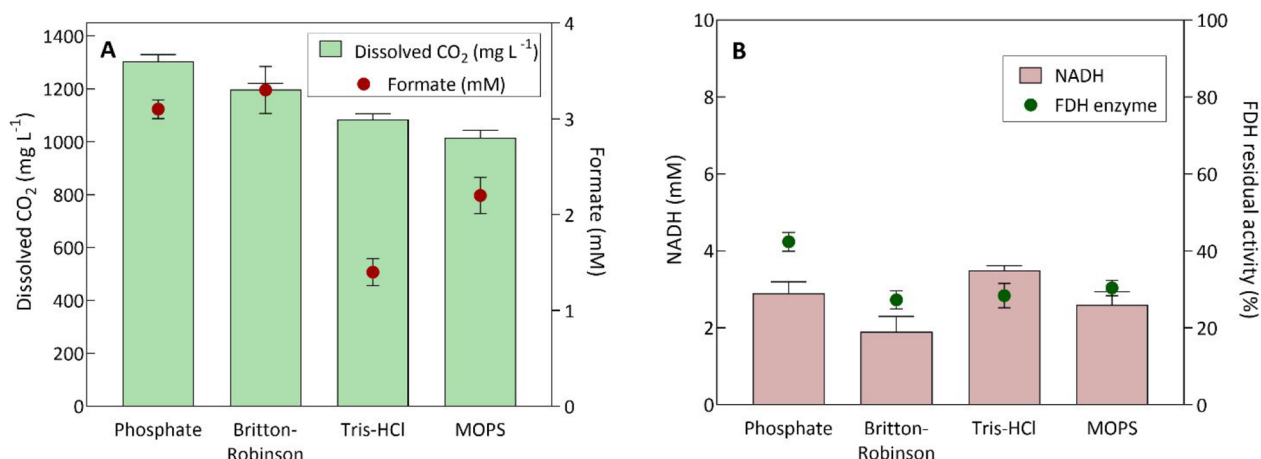 A
Dissolved CO₂ (mg L⁻¹)
Formate (mM)
Dissolved CO₂ (mg L⁻¹)
1400
1200
1000
800
600
400
200
0
4
3
2
1
0
Formate
(mM)
Phosphate
Britton-
Robinson
Tris-HCl
MOPS
B
NADH
FDH enzyme
NADH (mM)
10
8
6
4
2
0
100
80
60
40
20
0
FDH residual
activity (%)
Phosphate
Britton-
Robinson
Tris-HCl
MOPS